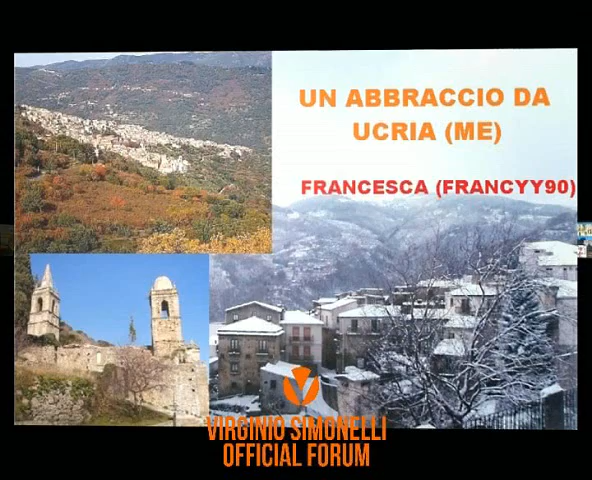 UN ABBRACCIO DA
UCRIA (ME)
FRANCESCA (FRANCYY90)
VIRGINIO SIMONELLI
OFFICIAL FORUM